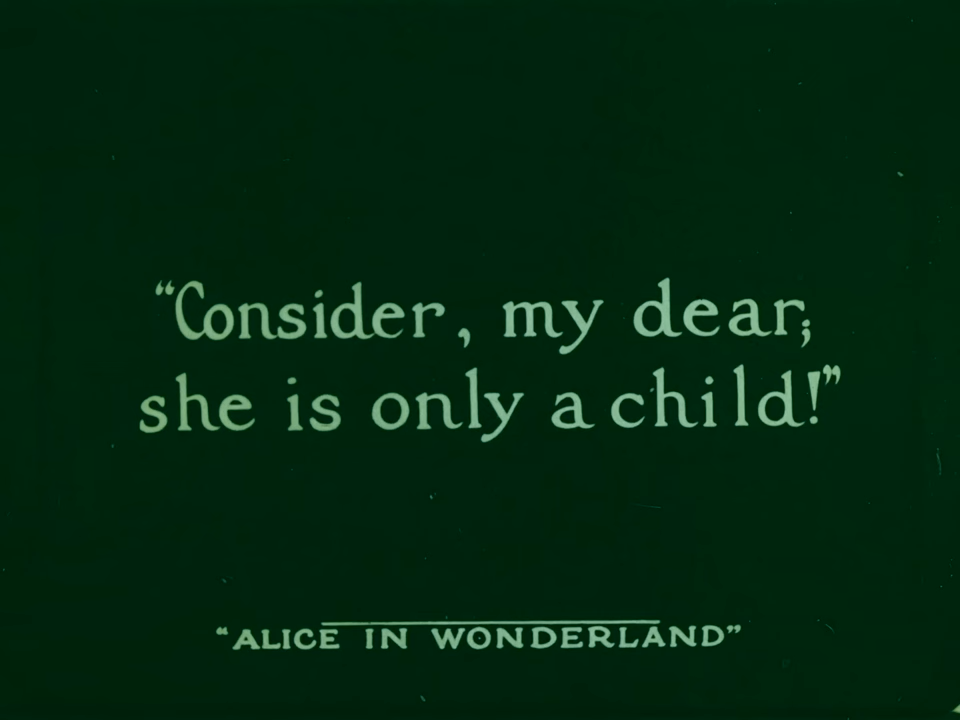 “Consider, my dear;
she is only a child!”
“ALICE IN WONDERLAND”